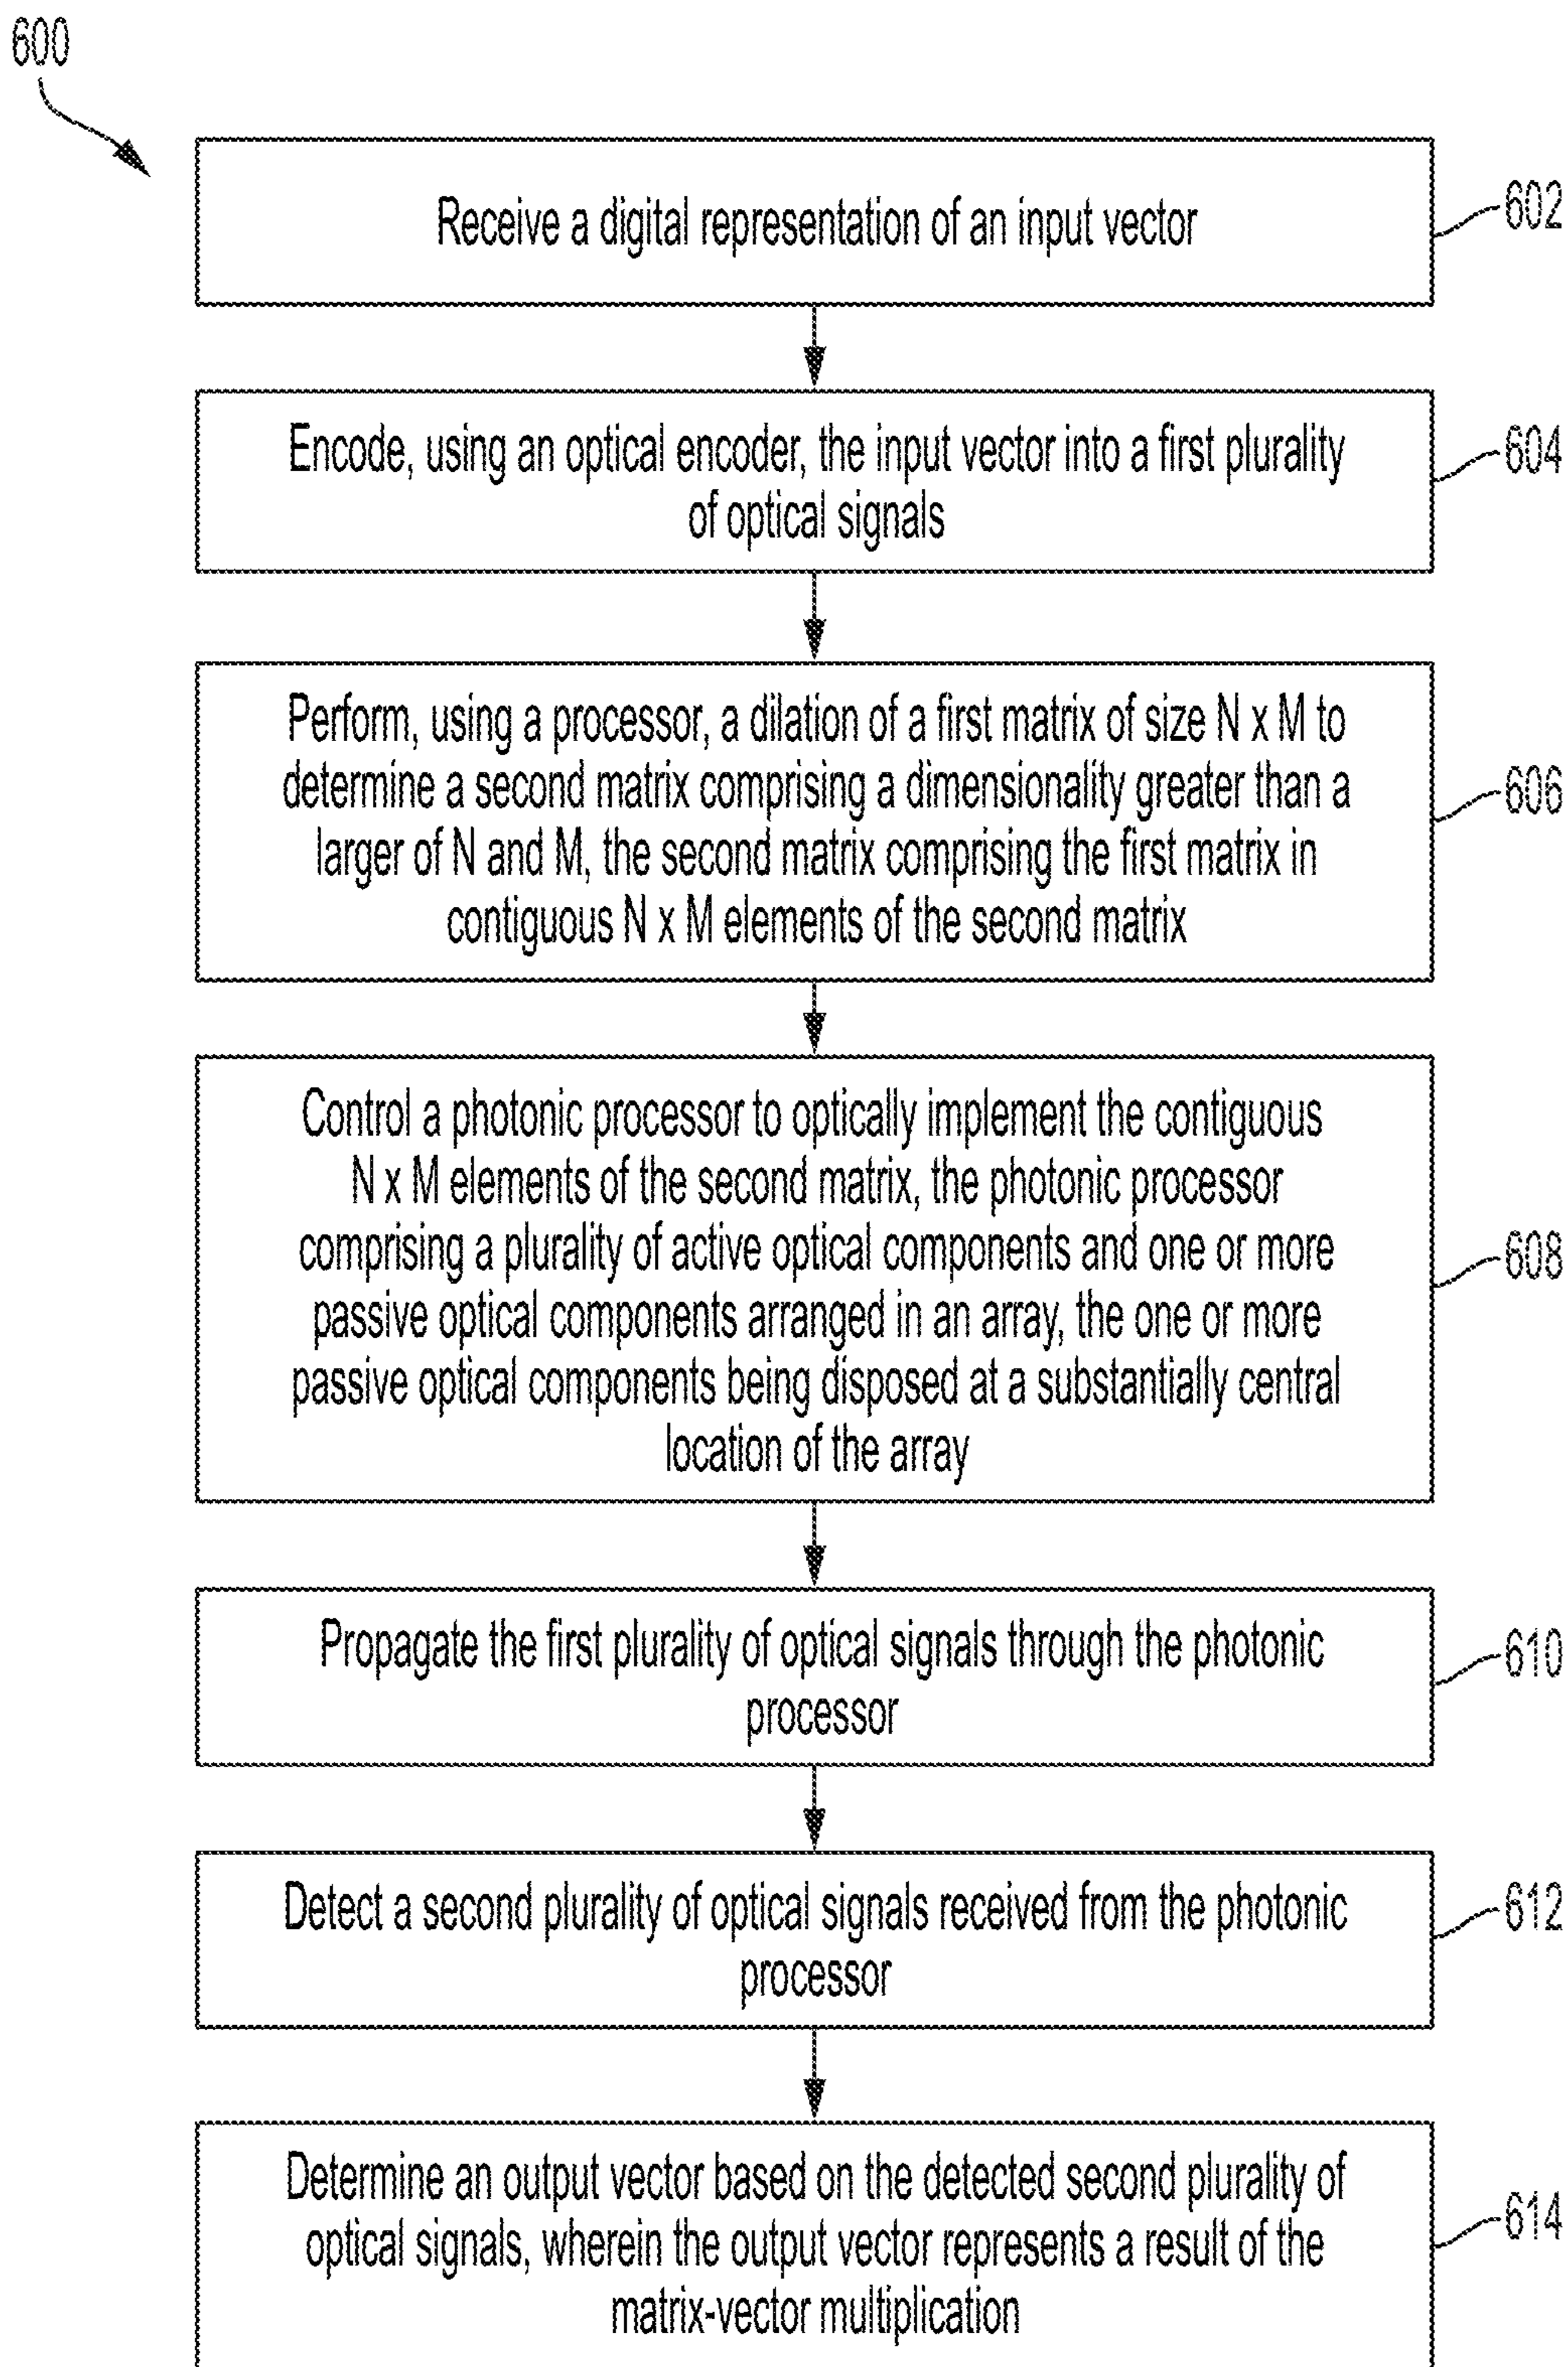 600
Receive a digital representation of an input vector
602
Encode, using an optical encoder, the input vector into a first plurality
of optical signals
604
Perform, using a processor, a dilation of a first matrix of size N x M to
determine a second matrix comprising a dimensionality greater than a
larger of N and M, the second matrix comprising the first matrix in
contiguous N x M elements of the second matrix
606
Control a photonic processor to optically implement the contiguous
N x M elements of the second matrix, the photonic processor
comprising a plurality of active optical components and one or more
passive optical components arranged in an array, the one or more
passive optical components being disposed at a substantially central
location of the array
608
Propagate the first plurality of optical signals through the photonic
processor
610
Detect a second plurality of optical signals received from the photonic
processor
612
Determine an output vector based on the detected second plurality of
optical signals, wherein the output vector represents a result of the
matrix-vector multiplication
614